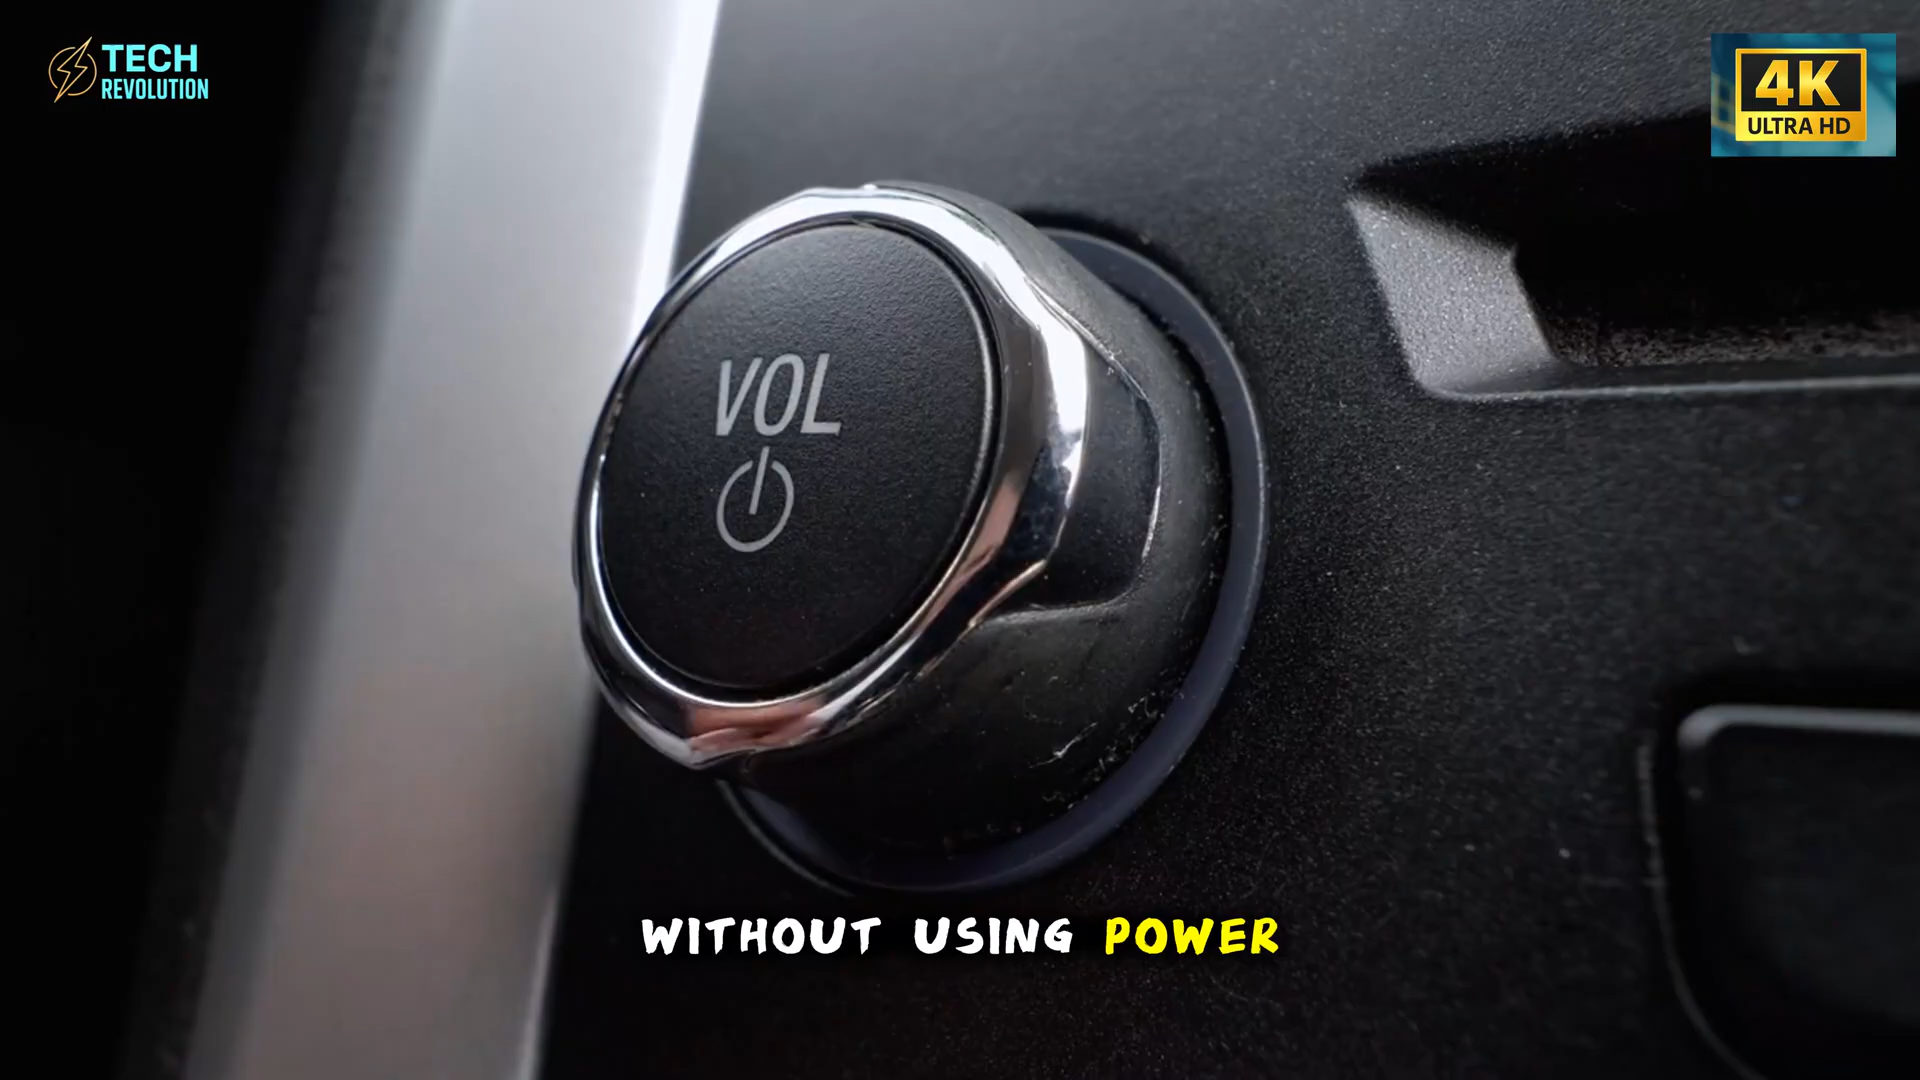 TECH
REVOLUTION
4K
ULTRA HD
VOL
WITHOUT USING POWER